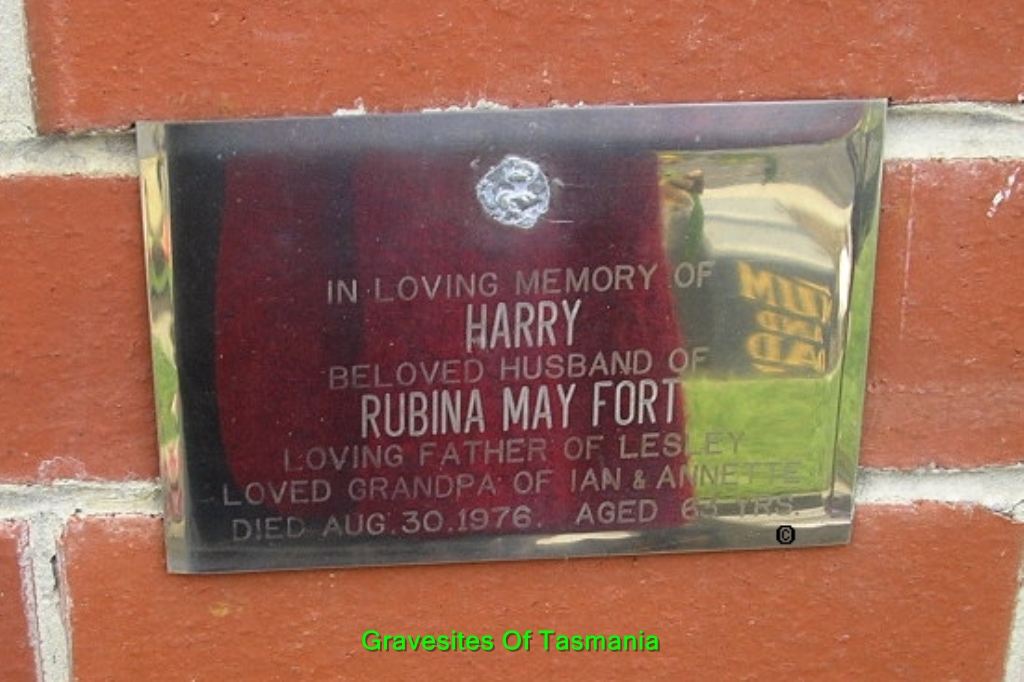 IN LOVING MEMORY OF
HARRY
BELOVED HUSBAND OF
RUBINA MAY FORT
LOVING FATHER OF LESLEY
LOVED GRANDPA OF IAN & ANNETTE
DIED AUG.30.1976. AGED 63 YRS.
©
Gravesites Of Tasmania